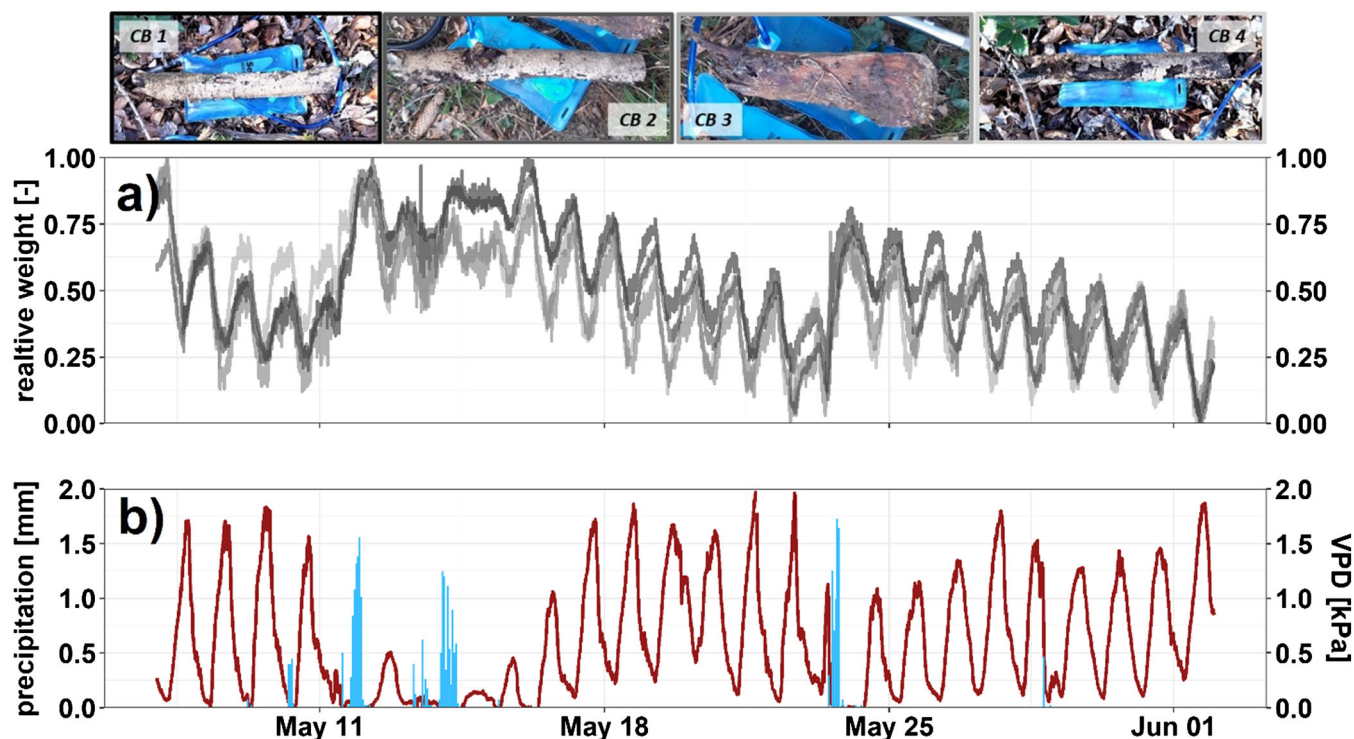 CB 1
CB 2
CB 3
CB 4
a)
realtive weight [-]
1.00
0.75
0.50
0.25
0.00
1.00
0.75
0.50
0.25
0.00
b)
precipitation [mm]
2.0
1.5
1.0
0.5
0.0
2.0
1.5
1.0
0.5
0.0
VPD [kPa]
May 11
May 18
May 25
Jun 01